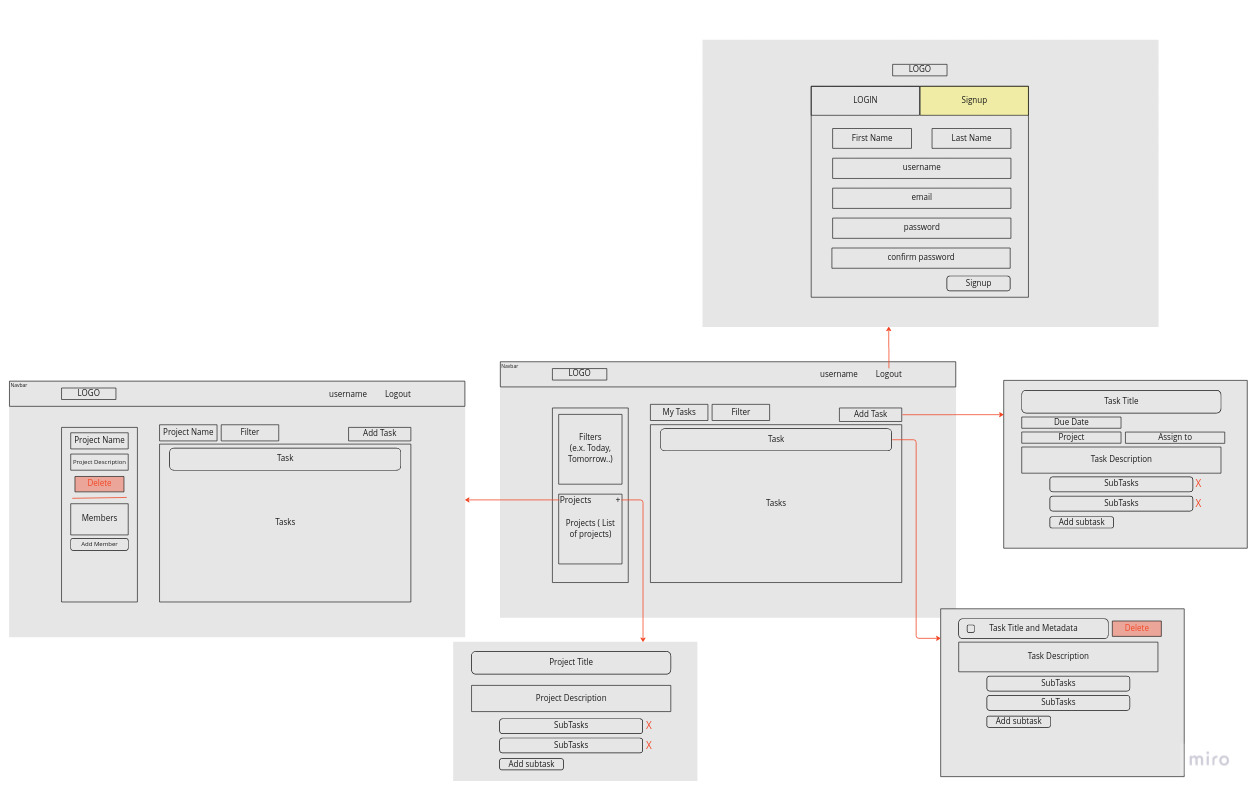 LOGO
LOGIN
Signup
First Name
Last Name
username
email
password
confirm password
Signup
Navbar
LOGO
username
Logout
Project Name
Project Description
Delete
Members
Add Member
Project Name
Filter
Add Task
Task
Tasks
Navbar
LOGO
username
Logout
Filters
(e.x. Today,
Tomorrow..)
Projects
+
Projects ( List
of projects)
My Tasks
Filter
Add Task
Task
Tasks
Task Title
Due Date
Project
Assign to
Task Description
SubTasks
X
SubTasks
X
Add subtask
Project Title
Project Description
SubTasks
X
SubTasks
X
Add subtask
Task Title and Metadata
Delete
Task Description
SubTasks
SubTasks
Add subtask
miro